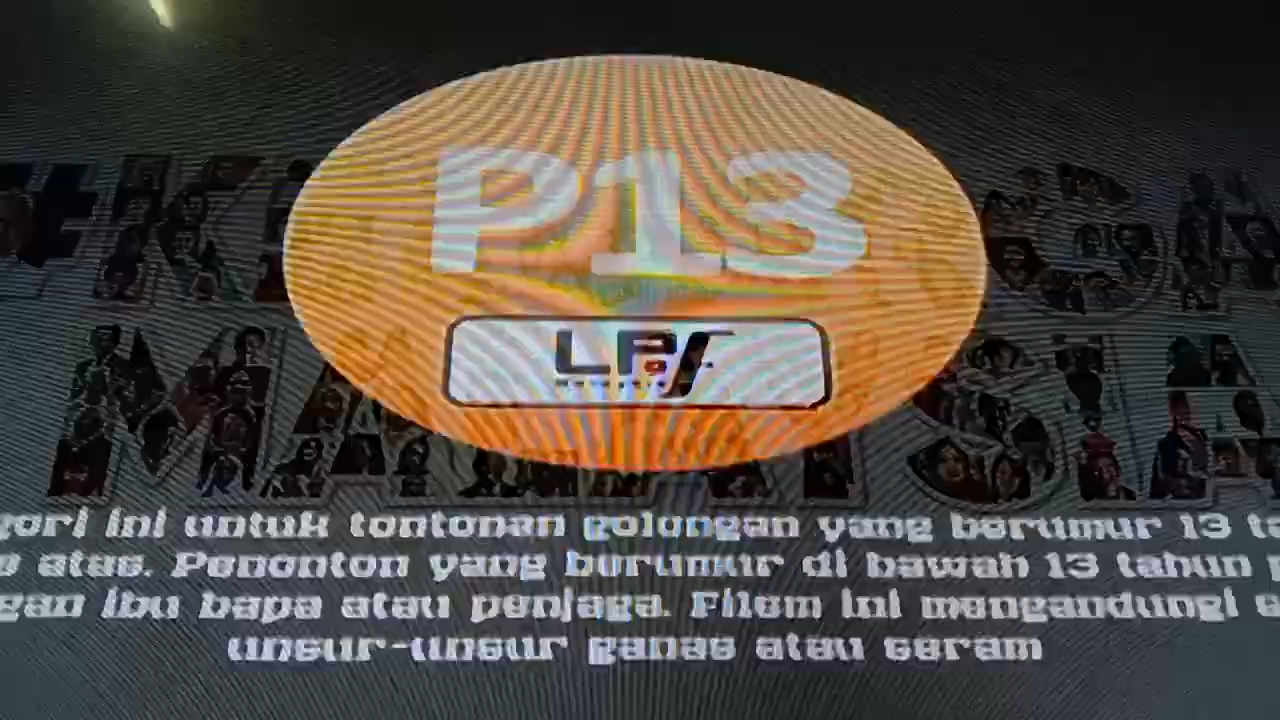 P13
LPF
gori ini untuk tontonan golongan yang berumur 13 ta
atas. Penonton yang berumur di bawah 13 tahun p
gan ibu bapa atau penjaga. Filem ini mengandungi
unsur-unsur ganas atau seram
MALAYSIA